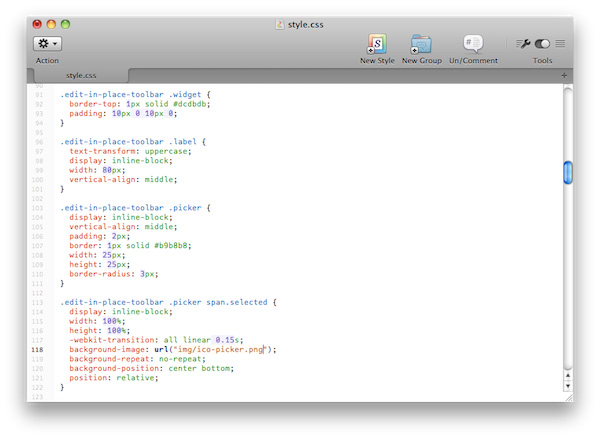 style.css
Action
New Style
New Group
Un/Comment
Tools
style.css
+
90
91 .edit-in-place-toolbar .widget {
92 border-top: 1px solid #dcdbdb;
93 padding: 10px 0 10px 0;
94 }
95
96 .edit-in-place-toolbar .label {
97 text-transform: uppercase;
98 display: inline-block;
99 width: 80px;
100 vertical-align: middle;
101 }
102
103 .edit-in-place-toolbar .picker {
104 display: inline-block;
105 vertical-align: middle;
106 padding: 2px;
107 border: 1px solid #b9b8b8;
108 width: 25px;
109 height: 25px;
110 border-radius: 3px;
111 }
112
113 .edit-in-place-toolbar .picker span.selected {
114 display: inline-block;
115 width: 100%;
116 height: 100%;
117 -webkit-transition: all linear 0.15s;
118 background-image: url("img/ico-picker.png");
119 background-repeat: no-repeat;
120 background-position: center bottom;
121 position: relative;
122 }
123